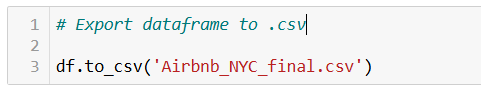 1 # Export dataframe to .csv
2
3 df.to_csv('Airbnb_NYC_final.csv')